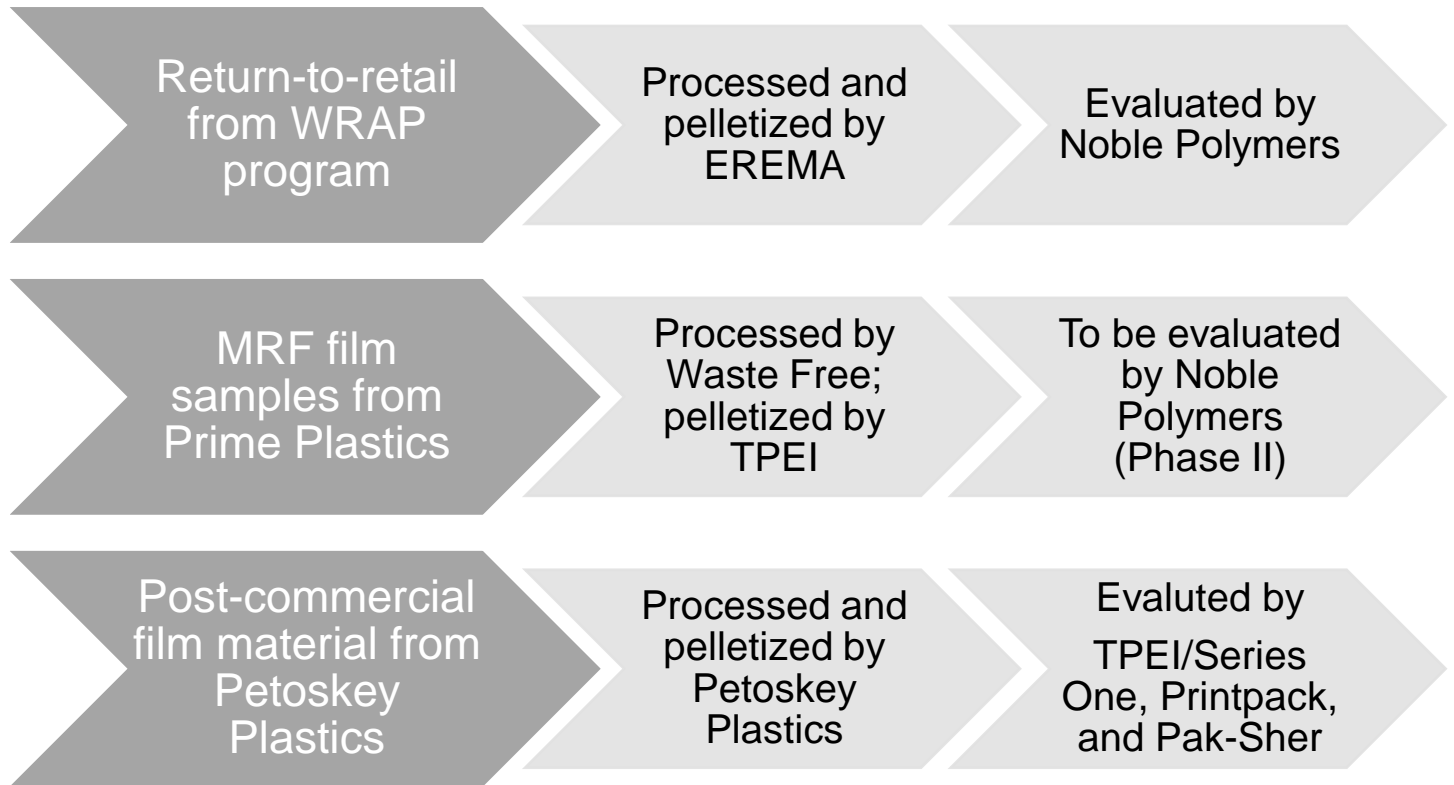 Return-to-retail
from WRAP
program
Processed and
pelletized by
EREMA
Evaluated by
Noble Polymers
MRF film
samples from
Prime Plastics
Processed by
Waste Free;
pelletized by
TPEI
To be evaluated
by Noble
Polymers
(Phase II)
Post-commercial
film material from
Petoskey
Plastics
Processed and
pelletized by
Petoskey
Plastics
Evaluted by
TPEI/Series
One, Printpack,
and Pak-Sher